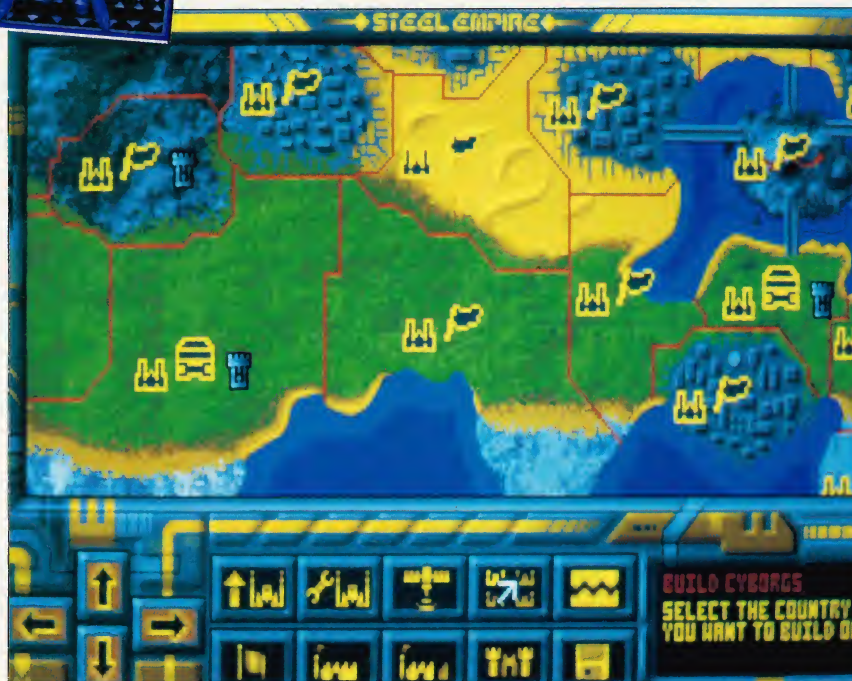 STEEL EMPIRE
BUILD CYBORGS
SELECT THE COUNTRY
YOU WANT TO BUILD